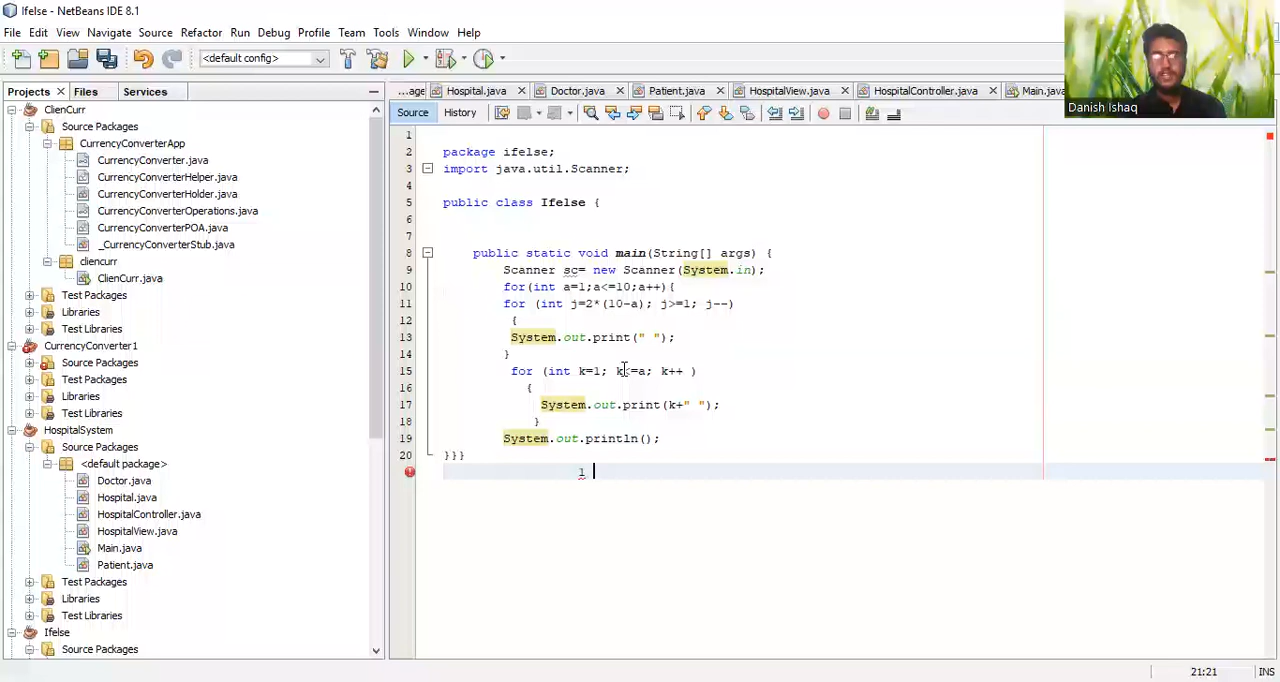 Ifelse - NetBeans IDE 8.1
File Edit View Navigate Source Refactor Run Debug Profile Team Tools Window Help
<default config>
Danish Ishaq
Projects Files Services
...age Hospital.java Doctor.java Patient.java HospitalView.java HospitalController.java Main.java
Source History
ClienCurr
Source Packages
CurrencyConverterApp
CurrencyConverter.java
CurrencyConverterHelper.java
CurrencyConverterHolder.java
CurrencyConverterOperations.java
CurrencyConverterPOA.java
_CurrencyConverterStub.java
cliencurr
ClienCurr.java
Test Packages
Libraries
Test Libraries
CurrencyConverter1
Source Packages
Test Packages
Libraries
HospitalSystem
Source Packages
<default package>
Doctor.java
Hospital.java
HospitalController.java
HospitalView.java
Main.java
Patient.java
Test Packages
Libraries
Test Libraries
Ifelse
Source Packages
1
2 package ifelse;
3 import java.util.Scanner;
4
5 public class Ifelse {
6
7
8 public static void main(String[] args) {
9 Scanner sc= new Scanner(System.in);
10 for(int a=1;a<=10;a++){
11 for (int j=2*(10-a); j>=1; j--)
12 {
13 System.out.print(" ");
14 }
15 for (int k=1; k<=a; k++ )
16 {
17 System.out.print(k+" ");
18 }
19 System.out.println();
20 }}}
1
21:21 INS